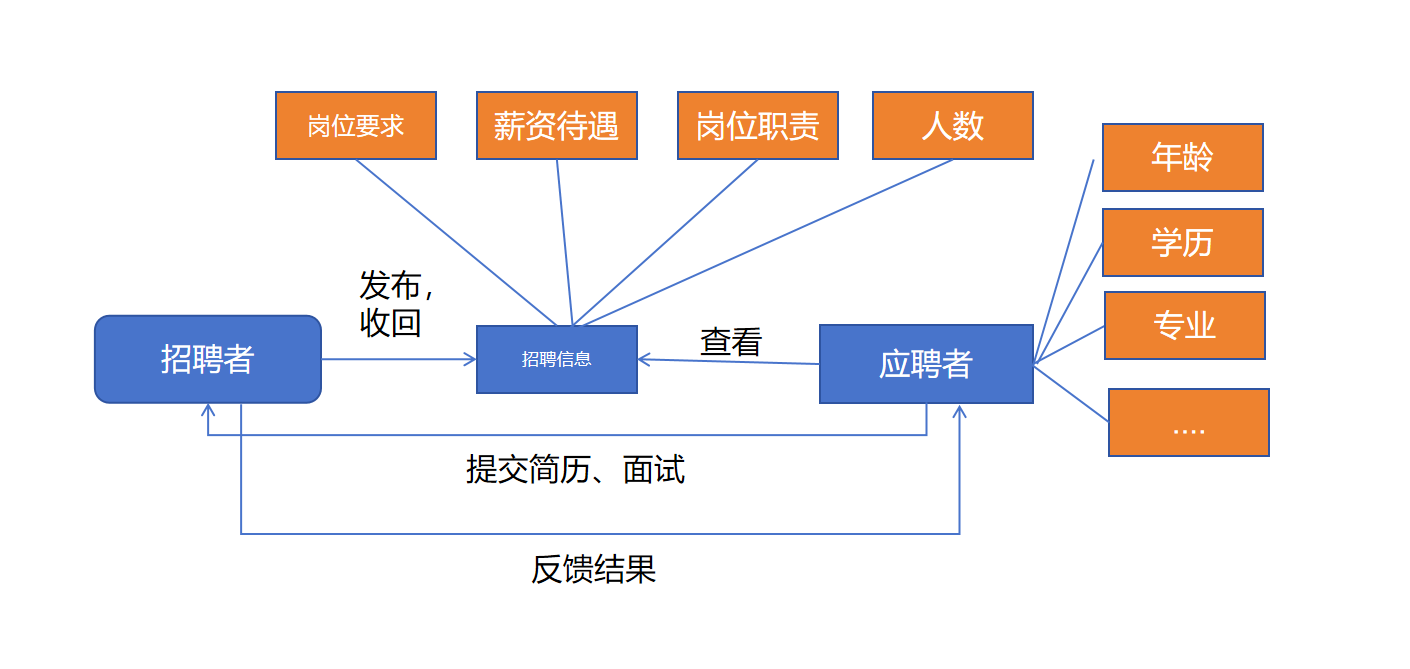 岗位要求
薪资待遇
岗位职责
人数
年龄
学历
专业
....
发布，
收回
招聘者
招聘信息
查看
应聘者
提交简历、面试
反馈结果